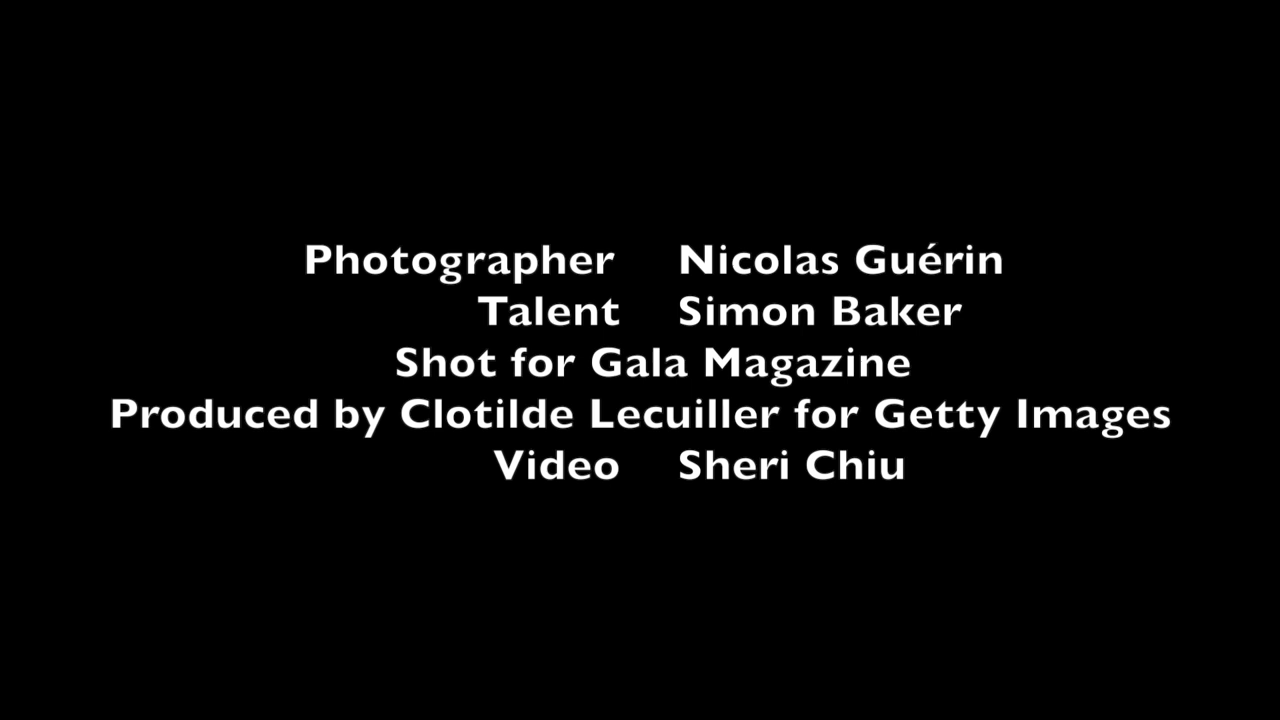 Photographer Nicolas Guérin
Talent Simon Baker
Shot for Gala Magazine
Produced by Clotilde Lecuiller for Getty Images
Video Sheri Chiu